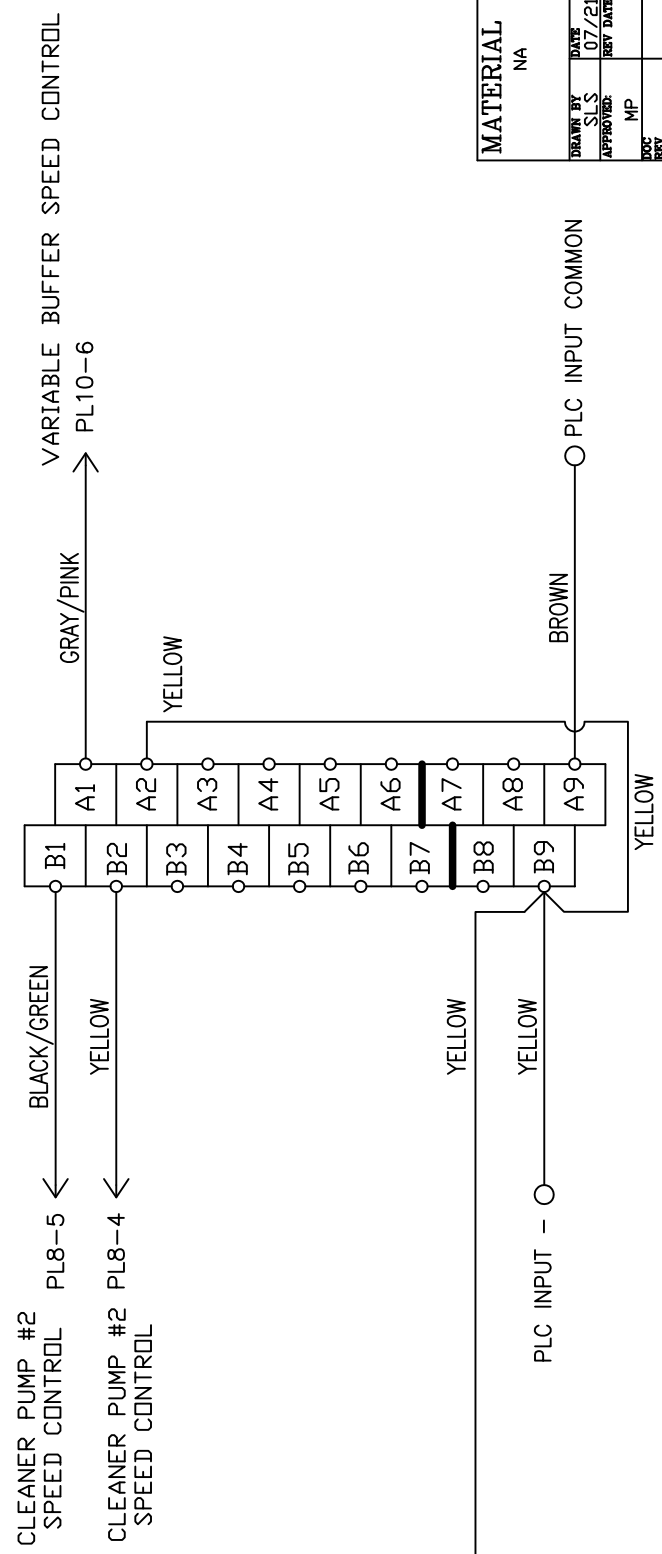 CLEANER PUMP #2
SPEED CONTROL
PL8-5
BLACK/GREEN
CLEANER PUMP #2
SPEED CONTROL
PL8-4
YELLOW
B1
B2
B3
B4
B5
B6
B7
B8
B9
A1
A2
A3
A4
A5
A6
A7
A8
A9
GRAY/PINK
VARIABLE BUFFER SPEED CONTROL
PL10-6
YELLOW
YELLOW
YELLOW
PLC INPUT -
YELLOW
BROWN
PLC INPUT COMMON
MATERIAL
NA
DRAWN BY
SLS
DATE
07/21
APPROVED:
MP
REV DATE
DOC
REV